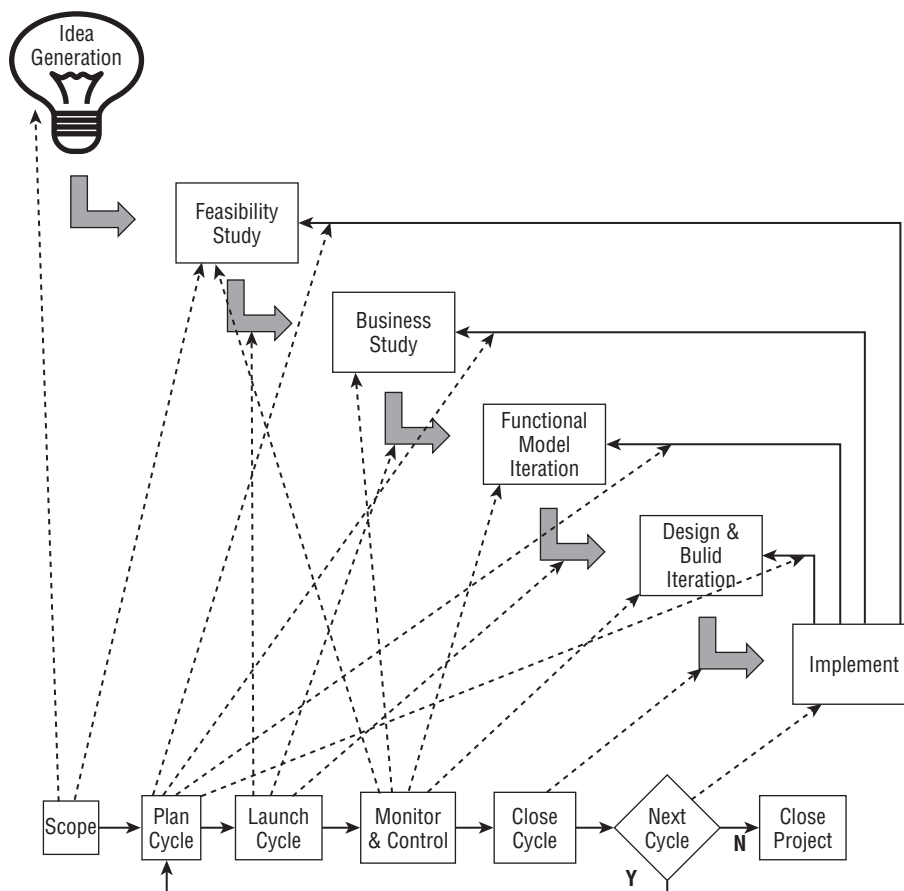 Idea
Generation
Feasibility
Study
Business
Study
Functional
Model
Iteration
Design &
Bulid
Iteration
Implement
Scope
Plan
Cycle
Launch
Cycle
Monitor
& Control
Close
Cycle
Next
Cycle
N
Close
Project
Y